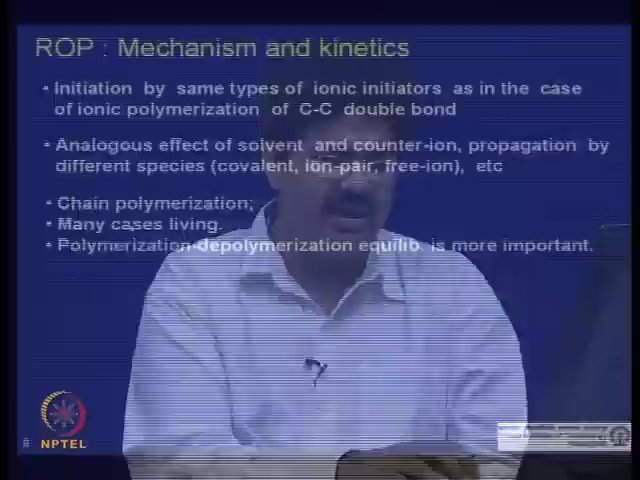 ROP : Mechanism and kinetics
• Initiation by same types of ionic initiators as in the case
of ionic polymerization of C-C double bond
• Analogous effect of solvent and counter-ion, propagation by
different species (covalent, ion-pair, free-ion), etc
• Chain polymerization;
• Many cases living.
• Polymerization-depolymerization equilib. is more important.
NPTEL